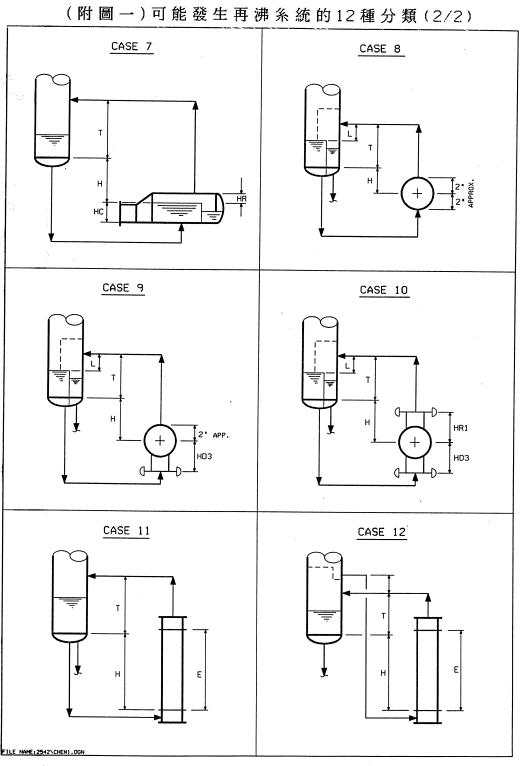 (附圖一)可能發生再沸系統的12種分類(2/2)
CASE 7
T
H
HC
HR
CASE 8
L
T
H
2"
2"
APPROX.
CASE 9
L
T
H
2" APP.
HD3
CASE 10
L
T
H
HR1
HD3
CASE 11
T
H
E
CASE 12
T
H
E
FILE NAME:2542\CHEN1.DGN